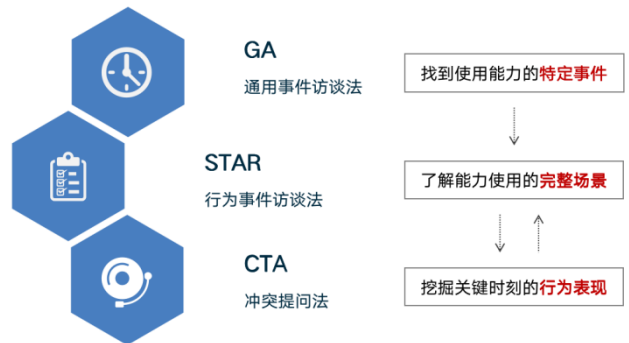 GA
通用事件访谈法
找到使用能力的特定事件
STAR
行为事件访谈法
了解能力使用的完整场景
CTA
冲突提问法
挖掘关键时刻的行为表现